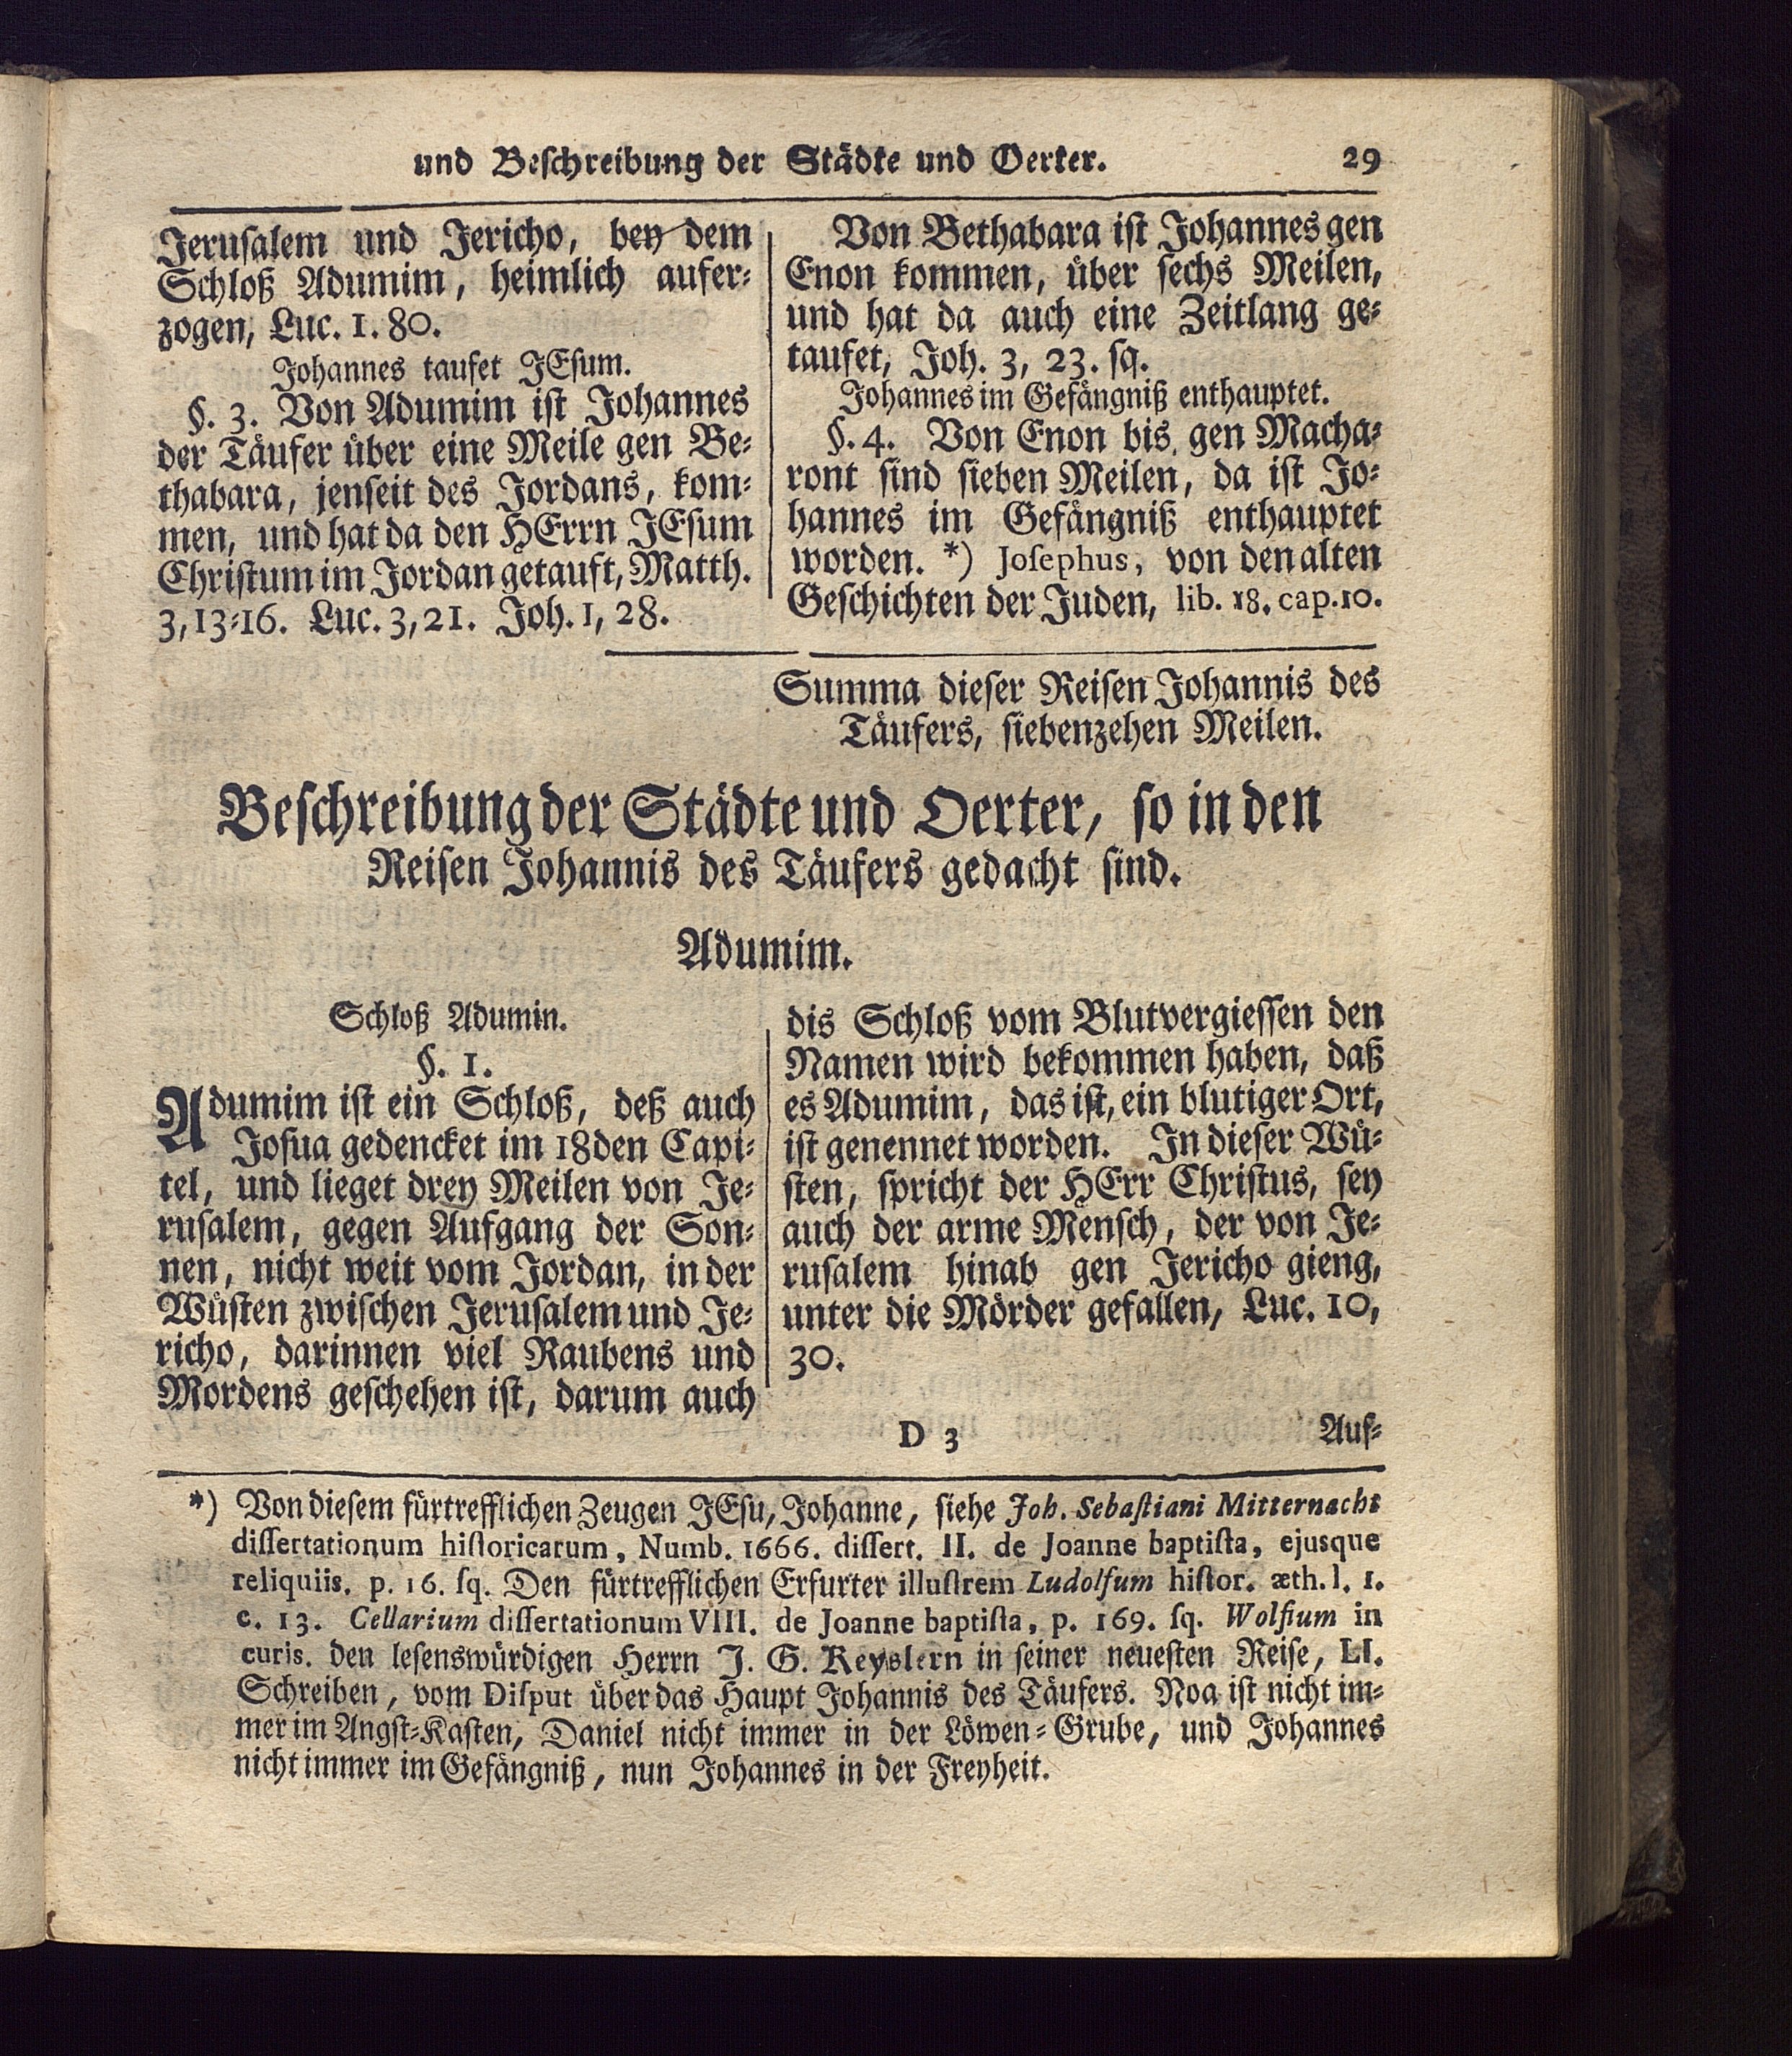 und Beschreibung der Städte und Oerter. 29
Jerusalem und Jericho, bey dem
Schloß Adumim, heimlich aufer⸗
zogen, Luc. 1. 80.
Johannes taufet JEsum.
§. 3. Von Adumim ist Johannes
der Täufer über eine Meile gen Be⸗
thabara, jenseit des Jordans, kom⸗
men, und hat da den HErrn JEsum
Christum im Jordan getauft, Matth.
3, 13⸗16. Luc. 3, 21. Joh. 1, 28.
Von Bethabara ist Johannes gen
Enon kommen, über sechs Meilen,
und hat da auch eine Zeitlang ge⸗
taufet, Joh. 3, 23. sq.
Johannes im Gefängniß enthauptet.
§. 4. Von Enon bis gen Macha⸗
ront sind sieben Meilen, da ist Jo⸗
hannes im Gefängniß enthauptet
worden. *) Joſephus, von den alten
Geschichten der Juden, lib. 18. cap. 10.
Summa dieser Reisen Johannis des
Täufers, siebenzehen Meilen.
Beschreibung der Städte und Oerter, so in den
Reisen Johannis des Täufers gedacht sind.
Adumim.
Schloß Adumin.
§. 1.
Adumim ist ein Schloß, deß auch
Josua gedencket im 18den Capi⸗
tel, und lieget drey Meilen von Je⸗
rusalem, gegen Aufgang der Son⸗
nen, nicht weit vom Jordan, in der
Wüsten zwischen Jerusalem und Je⸗
richo, darinnen viel Raubens und
Mordens geschehen ist, darum auch
dis Schloß vom Blutvergiessen den
Namen wird bekommen haben, daß
es Adumim, das ist, ein blutiger Ort,
ist genennet worden. In dieser Wü⸗
sten, spricht der HErr Christus, sey
auch der arme Mensch, der von Je⸗
rusalem hinab gen Jericho gieng,
unter die Mörder gefallen, Luc. 10,
30.
D 3 Auf⸗
*) Von diesem fürtrefflichen Zeugen JEsu, Johanne, siehe Joh. Sebaſtiani Mitternacht
diſſertationum hiſtoricarum, Numb. 1666. diſſert. II. de Joanne baptiſta, ejusque
reliquiis. p. 16. ſq. Den fürtrefflichen Erfurter illuſtrem Ludolfum hiſtor. æth. l. 1.
c. 13. Cellarium diſſertationum VIII. de Joanne baptiſta, p. 169. ſq. Wolfium in
curis. den lesenswürdigen Herrn J. G. Keyslern in seiner neuesten Reise, LI.
Schreiben, vom Diſput über das Haupt Johannis des Täufers. Noa ist nicht im⸗
mer im Angst⸗Kasten, Daniel nicht immer in der Löwen⸗Grube, und Johannes
nicht immer im Gefängniß, nun Johannes in der Freyheit.